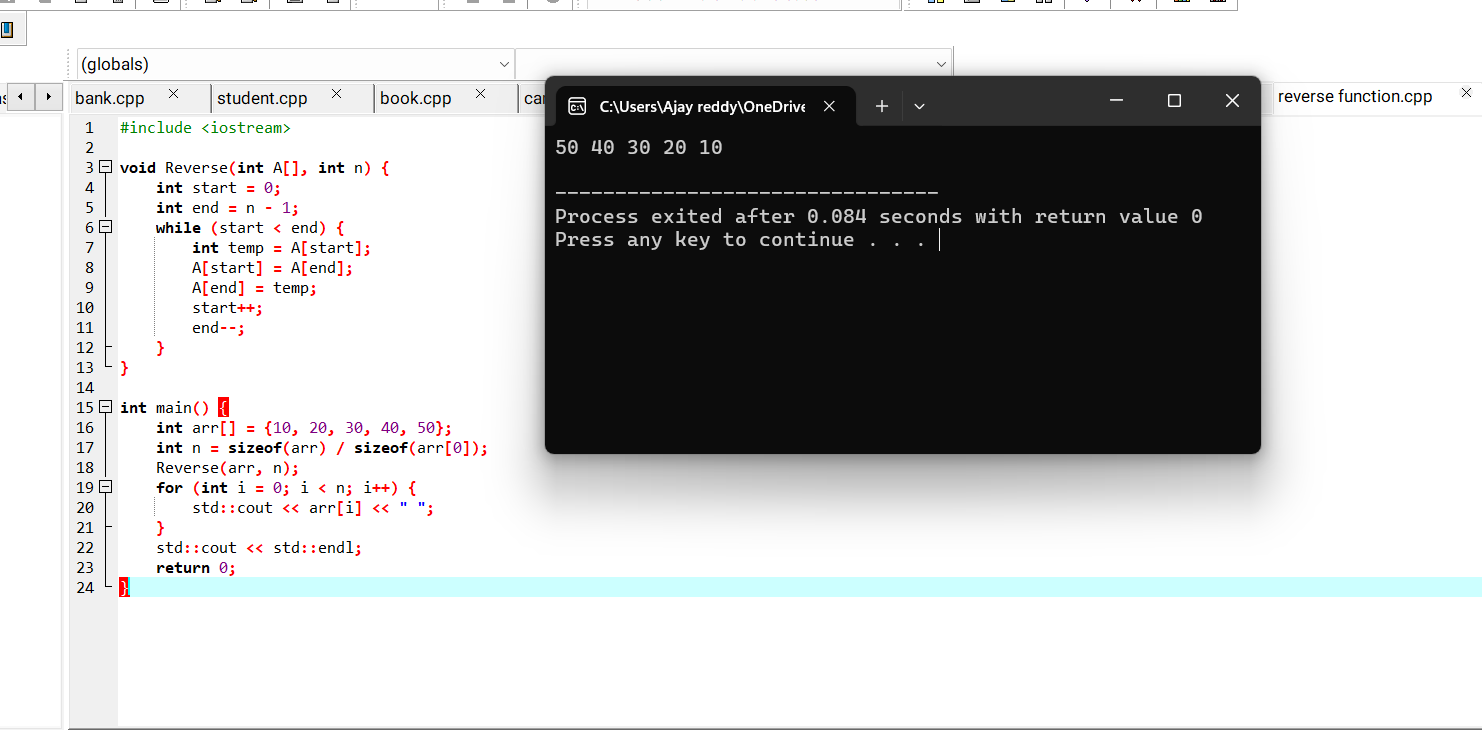 (globals)
bank.cpp
student.cpp
book.cpp
reverse function.cpp
1 #include <iostream>
2
3 void Reverse(int A[], int n) {
4     int start = 0;
5     int end = n - 1;
6     while (start < end) {
7         int temp = A[start];
8         A[start] = A[end];
9         A[end] = temp;
10         start++;
11         end--;
12     }
13 }
14
15 int main() {
16     int arr[] = {10, 20, 30, 40, 50};
17     int n = sizeof(arr) / sizeof(arr[0]);
18     Reverse(arr, n);
19     for (int i = 0; i < n; i++) {
20         std::cout << arr[i] << " ";
21     }
22     std::cout << std::endl;
23     return 0;
24 }
C:\Users\Ajay reddy\OneDrive
50 40 30 20 10
--------------------------------
Process exited after 0.084 seconds with return value 0
Press any key to continue . . .